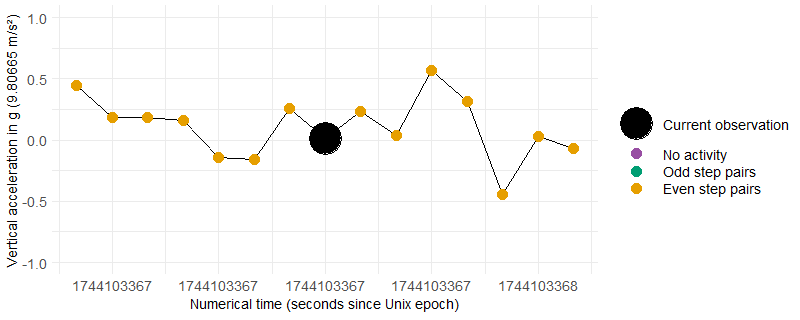 Vertical acceleration in g (9.80665 m/s²)
1.0
0.5
0.0
-0.5
-1.0
1744103367 1744103367 1744103367 1744103367 1744103368
Numerical time (seconds since Unix epoch)
Current observation
No activity
Odd step pairs
Even step pairs